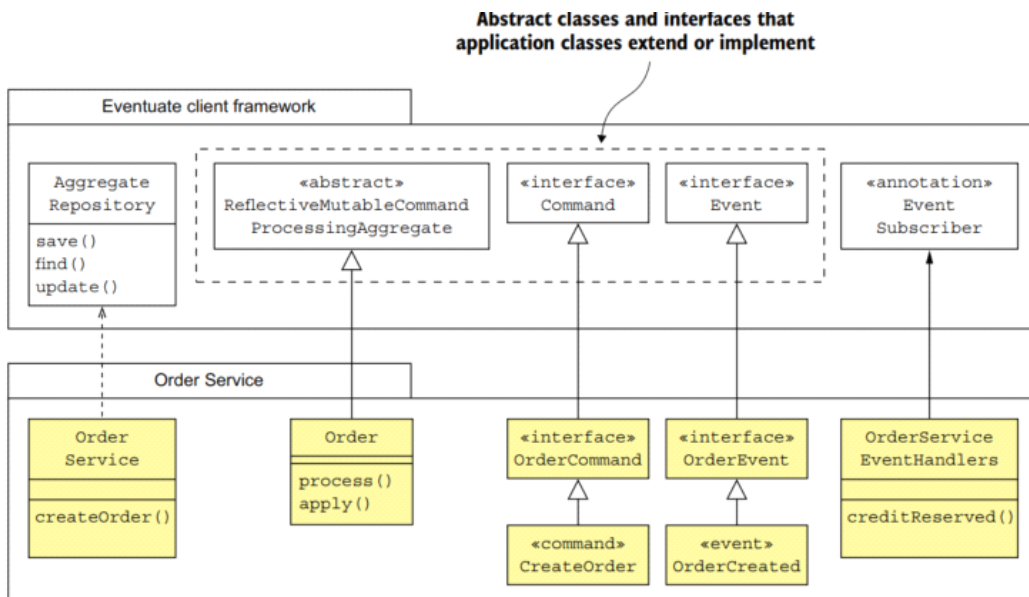 Abstract classes and interfaces that
application classes extend or implement
Eventuate client framework
Aggregate
Repository
save()
find()
update()
«abstract»
ReflectiveMutableCommand
ProcessingAggregate
«interface»
Command
«interface»
Event
«annotation»
Event
Subscriber
Order Service
Order
Service
createOrder()
Order
process()
apply()
«interface»
OrderCommand
«interface»
OrderEvent
OrderService
EventHandlers
creditReserved()
«command»
CreateOrder
«event»
OrderCreated